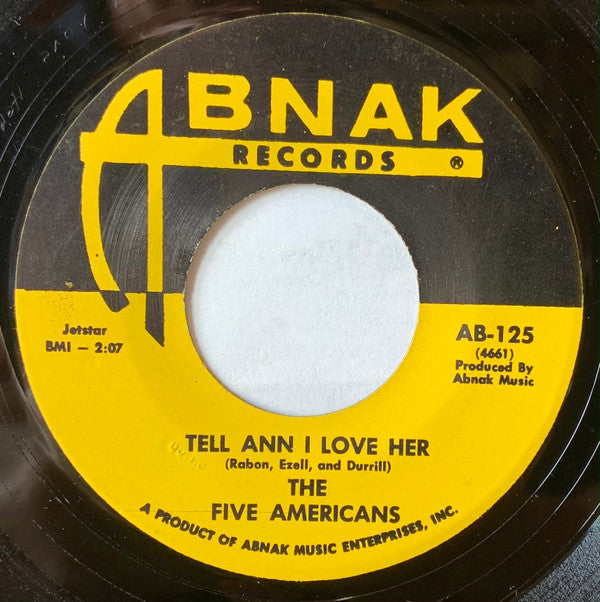 ABNAK
RECORDS ®
Jetstar
BMI — 2:07
AB-125
(4661)
Produced By
Abnak Music
TELL ANN I LOVE HER
(Rabon, Ezell, and Durrill)
THE
FIVE AMERICANS
A PRODUCT OF ABNAK MUSIC ENTERPRISES, INC.